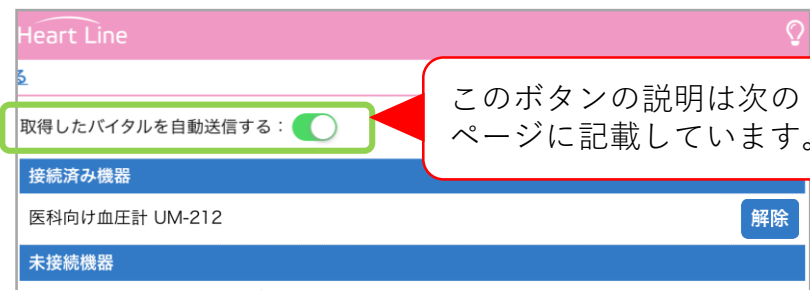 Heart Line
る
このボタンの説明は次の
ページに記載しています。
取得したバイタルを自動送信する：
接続済み機器
医科向け血圧計 UM-212
解除
未接続機器